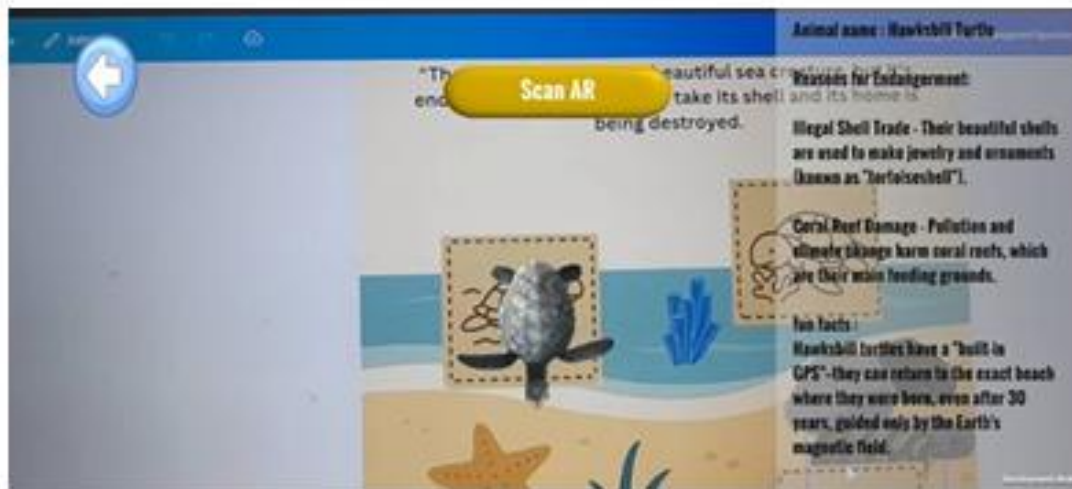 "Th
eautiful sea creature, but it's
end
take its shell and its home is
being destroyed.
Scan AR
Animal name : Hawksbill Turtle
Reasons for Endangerment:
Illegal Shell Trade - Their beautiful shells
are used to make jewelry and ornaments
(known as "tortoiseshell").
Coral Reef Damage - Pollution and
climate change harm coral reefs, which
are their main feeding grounds.
fun facts :
Hawksbill turtles have a "built-in
GPS"-they can return to the exact beach
where they were born, even after 30
years, guided only by the Earth's
magnetic field.